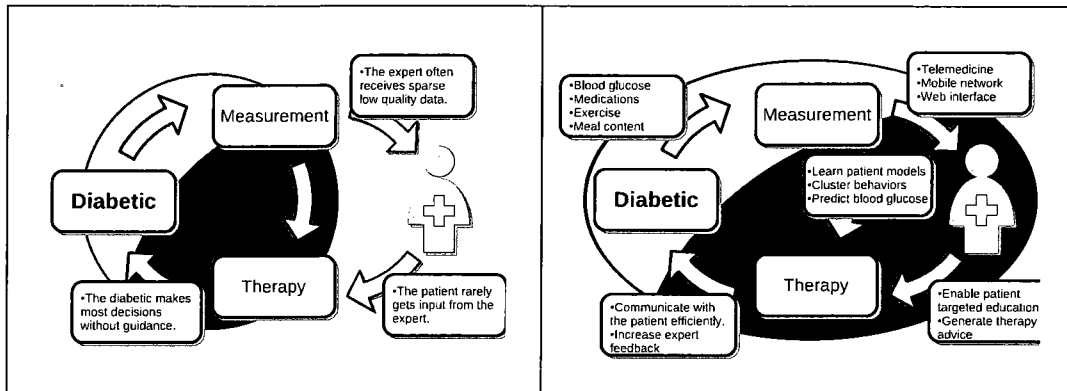 •The expert often
receives sparse
low quality data.
Measurement
Diabetic
Therapy
•The diabetic makes
most decisions
without guidance.
•The patient rarely
gets input from the
expert.
•Blood glucose
•Medications
•Exercise
•Meal content
Measurement
•Telemedicine
•Mobile network
•Web interface
•Learn patient models
•Cluster behaviors
•Predict blood glucose
Diabetic
Therapy
•Communicate with
the patient efficiently.
•Increase expert
feedback
•Enable patient
targeted education
•Generate therapy
advice